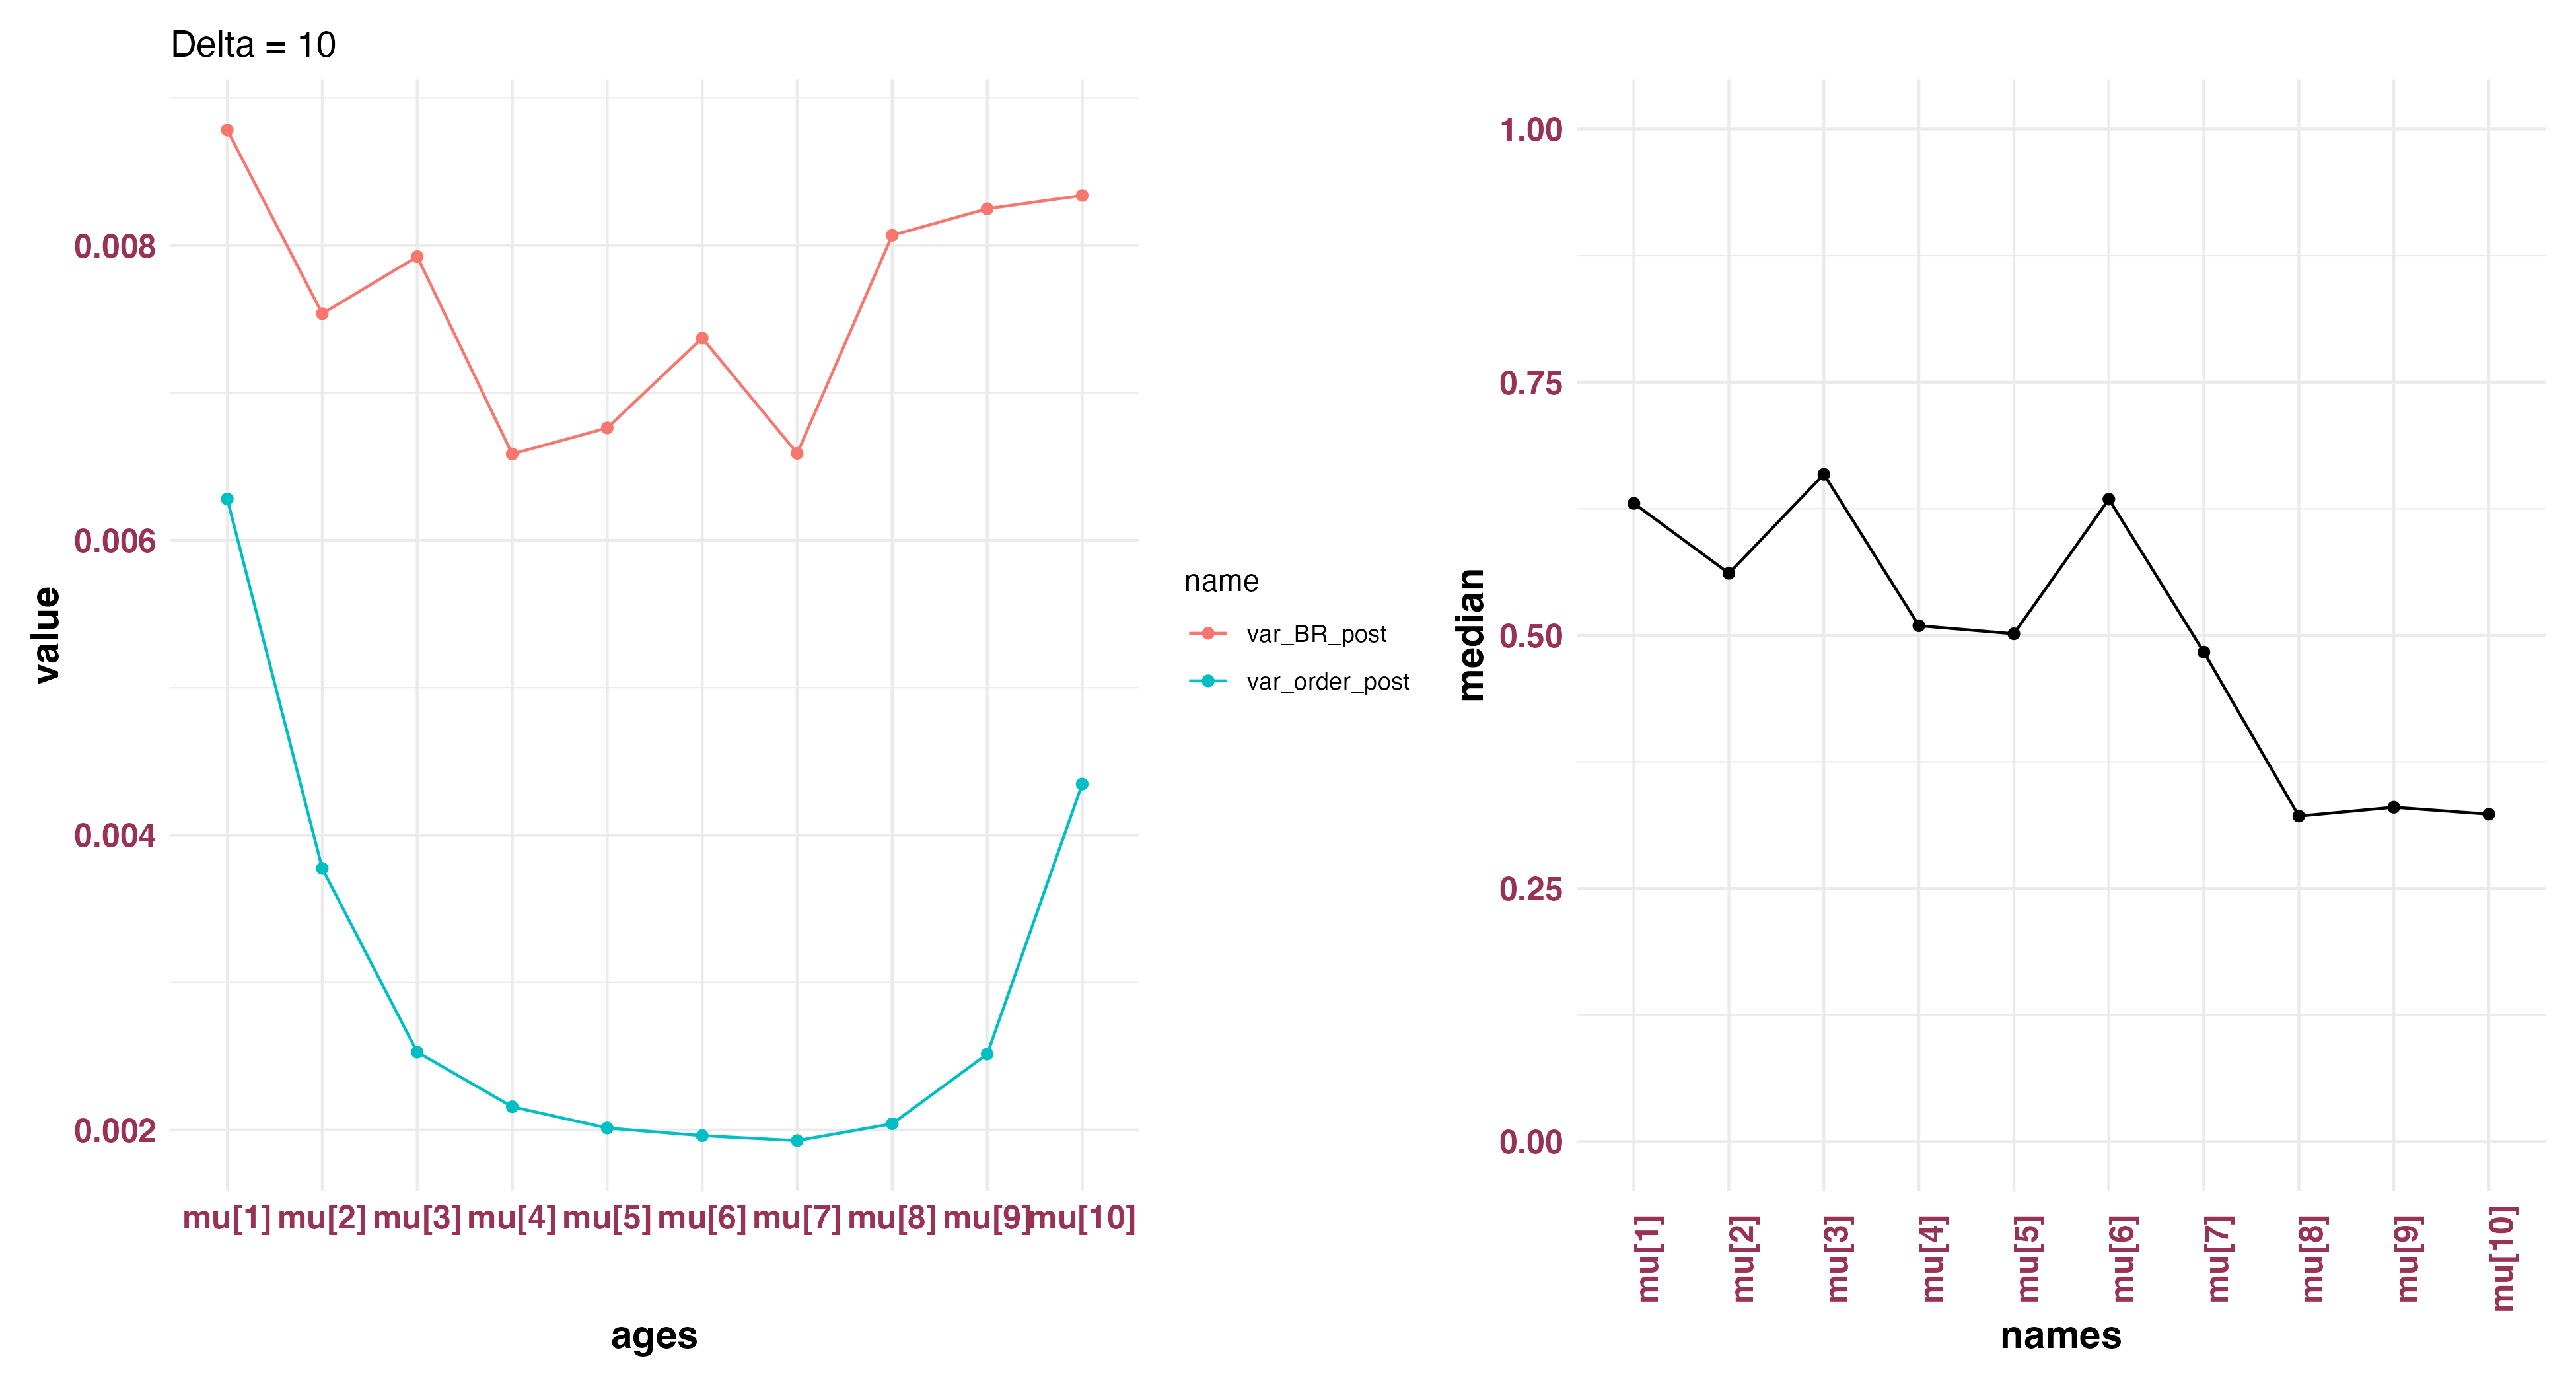 Delta = 10
value
0.008
0.006
0.004
0.002
mu[1] mu[2] mu[3] mu[4] mu[5] mu[6] mu[7] mu[8] mu[9] mu[10]
ages
name
var_BR_post
var_order_post
median
1.00
0.75
0.50
0.25
0.00
mu[1]
mu[2]
mu[3]
mu[4]
mu[5]
mu[6]
mu[7]
mu[8]
mu[9]
mu[10]
names